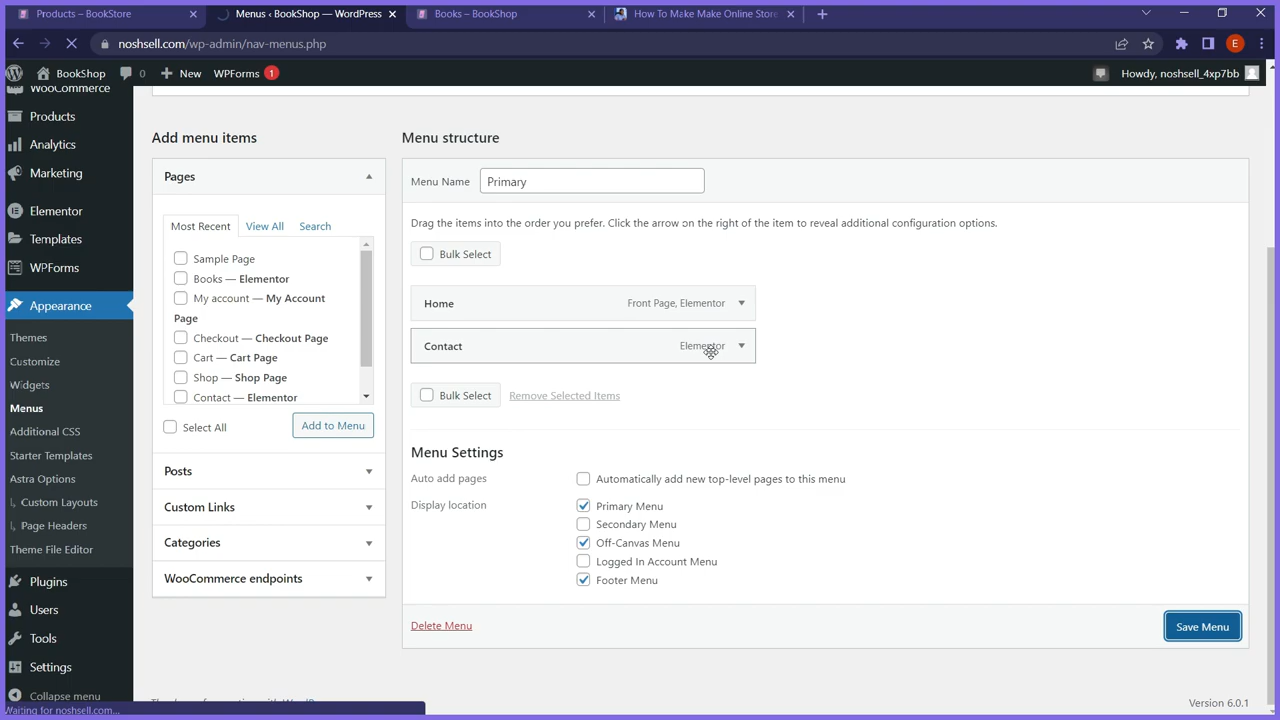 Products – BookStore
Menus ‹ BookShop — WordPress
Books – BookShop
How To Make Make Online Store
noshsell.com/wp-admin/nav-menus.php
E
BookShop
0
New
WPForms 1
Howdy, noshsell_4xp7bb
WooCommerce
Products
Analytics
Marketing
Elementor
Templates
WPForms
Appearance
Themes
Customize
Widgets
Menus
Additional CSS
Starter Templates
Astra Options
Custom Layouts
Page Headers
Theme File Editor
Plugins
Users
Tools
Settings
Collapse menu
Waiting for noshsell.com...
Add menu items
Pages
Most Recent View All Search
Sample Page
Books — Elementor
My account — My Account
Page
Checkout — Checkout Page
Cart — Cart Page
Shop — Shop Page
Contact — Elementor
Select All
Add to Menu
Posts
Custom Links
Categories
WooCommerce endpoints
Menu structure
Menu Name Primary
Drag the items into the order you prefer. Click the arrow on the right of the item to reveal additional configuration options.
Bulk Select
Home Front Page, Elementor
Contact Elementor
Bulk Select Remove Selected Items
Menu Settings
Auto add pages Automatically add new top-level pages to this menu
Display location Primary Menu
Secondary Menu
Off-Canvas Menu
Logged In Account Menu
Footer Menu
Delete Menu
Save Menu
Version 6.0.1